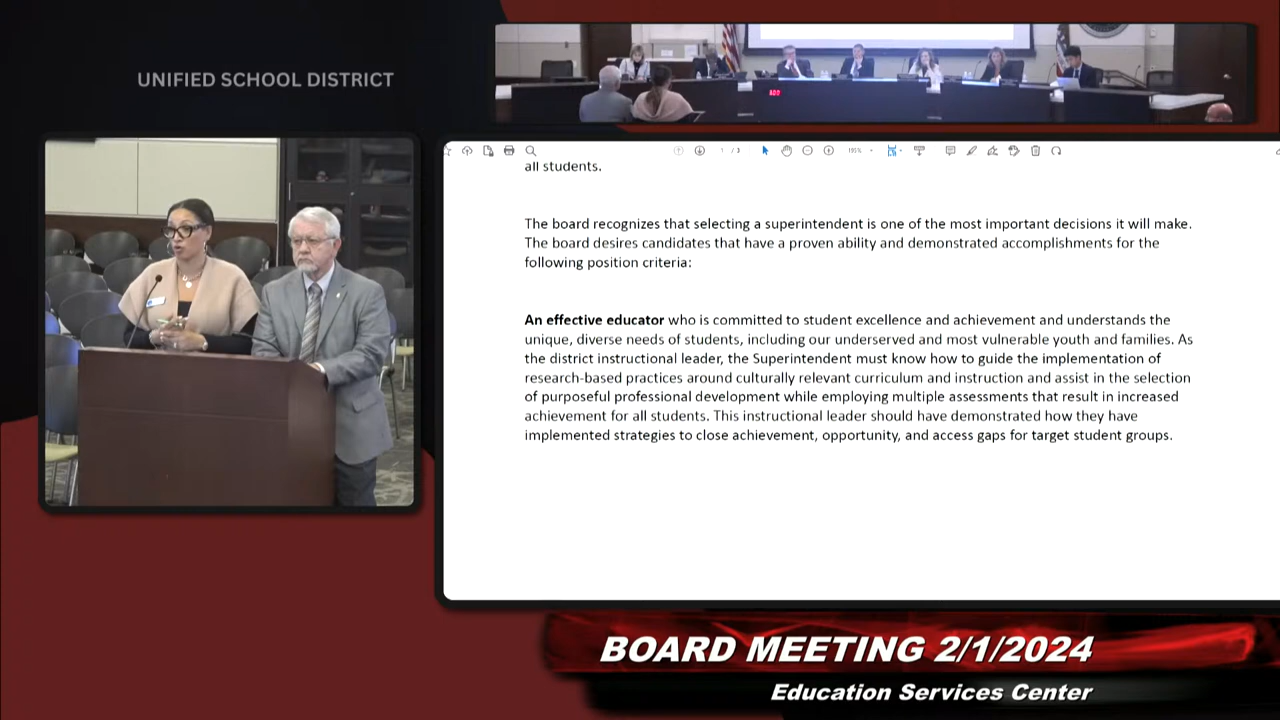 UNIFIED SCHOOL DISTRICT
1 / 3
195%
all students.
The board recognizes that selecting a superintendent is one of the most important decisions it will make.
The board desires candidates that have a proven ability and demonstrated accomplishments for the
following position criteria:
An effective educator who is committed to student excellence and achievement and understands the
unique, diverse needs of students, including our underserved and most vulnerable youth and families. As
the district instructional leader, the Superintendent must know how to guide the implementation of
research-based practices around culturally relevant curriculum and instruction and assist in the selection
of purposeful professional development while employing multiple assessments that result in increased
achievement for all students. This instructional leader should have demonstrated how they have
implemented strategies to close achievement, opportunity, and access gaps for target student groups.
BOARD MEETING 2/1/2024
Education Services Center